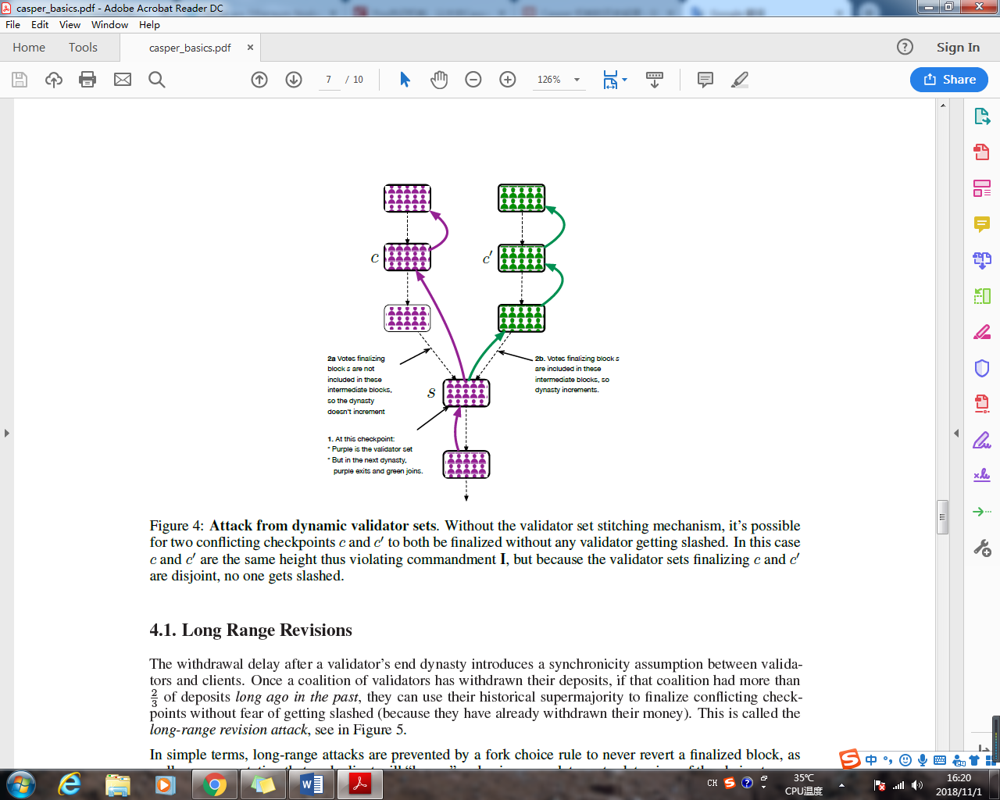 casper_basics.pdf - Adobe Acrobat Reader DC
File Edit View Window Help
Home Tools casper_basics.pdf × ? Sign In
7 / 10 126% Share
c c′
2a Votes finalizing
block s are not
included in these
intermediate blocks,
so the dynasty
doesn't increment
2b. Votes finalizing block s
are included in these
intermediate blocks, so
dynasty increments.
s
1. At this checkpoint:
* Purple is the validator set
* But in the next dynasty,
purple exits and green joins.
Figure 4: Attack from dynamic validator sets. Without the validator set stitching mechanism, it's possible
for two conflicting checkpoints c and c′ to both be finalized without any validator getting slashed. In this case
c and c′ are the same height thus violating commandment I, but because the validator sets finalizing c and c′
are disjoint, no one gets slashed.
4.1. Long Range Revisions
The withdrawal delay after a validator's end dynasty introduces a synchronicity assumption between valida-
tors and clients. Once a coalition of validators has withdrawn their deposits, if that coalition had more than
2/3 of deposits long ago in the past, they can use their historical supermajority to finalize conflicting check-
points without fear of getting slashed (because they have already withdrawn their money). This is called the
long-range revision attack, see in Figure 5.
In simple terms, long-range attacks are prevented by a fork choice rule to never revert a finalized block, as
中
CH 35℃ 16:20
CPU温度 2018/11/1